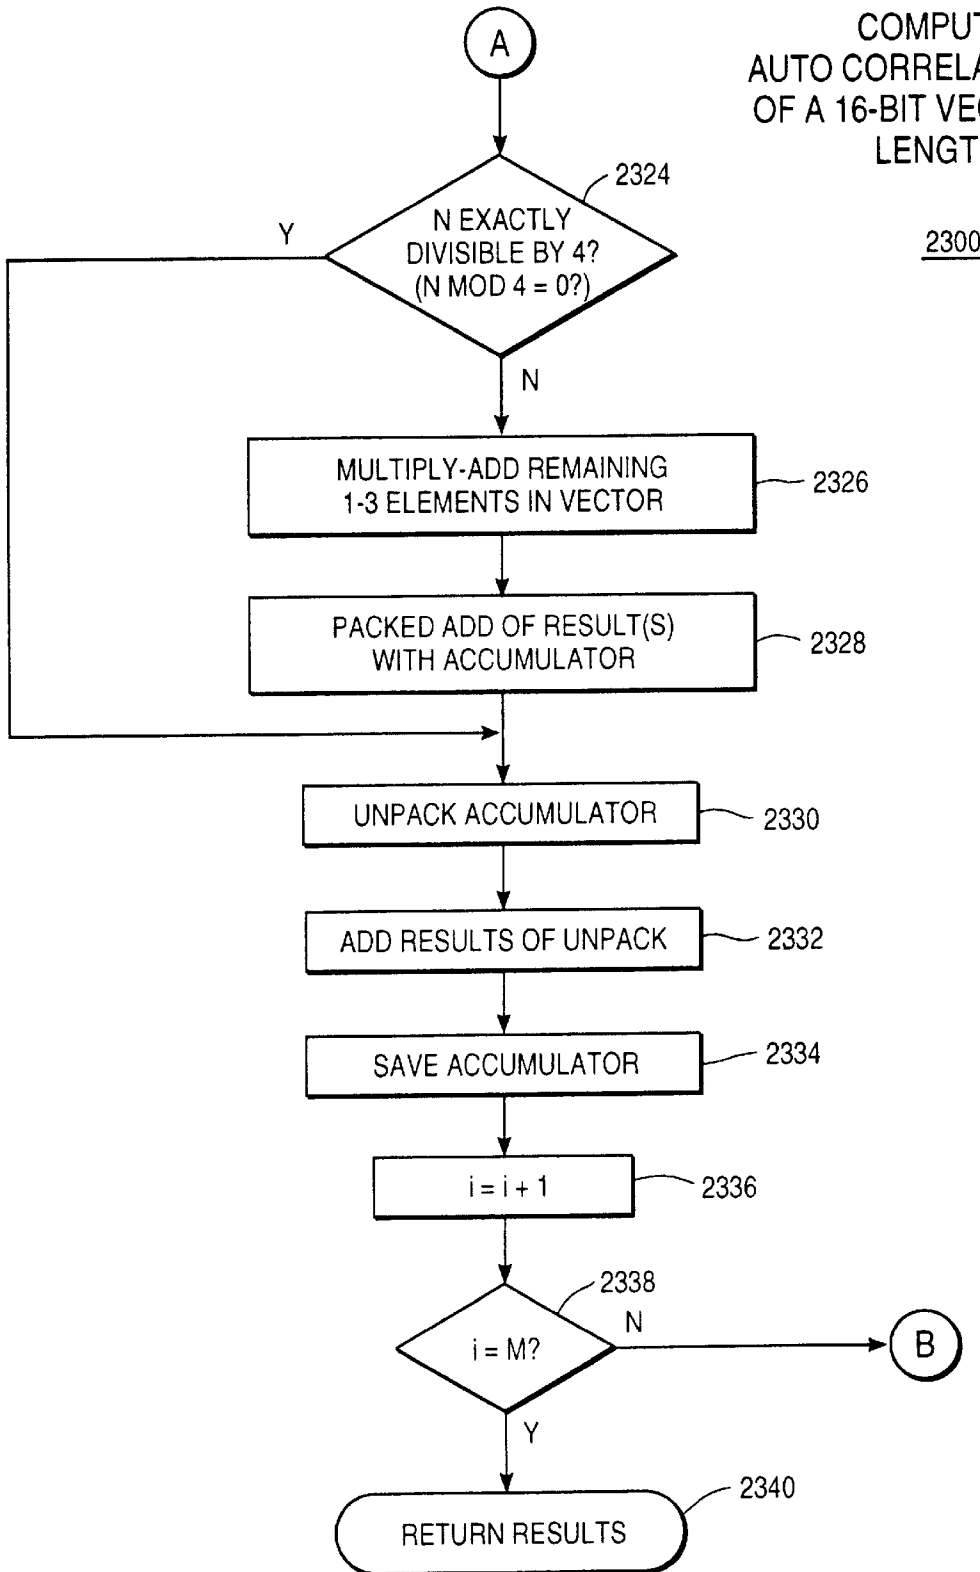 A
COMPUT
AUTO CORRELA
OF A 16-BIT VE
LENGT
2300
2324
N EXACTLY
DIVISIBLE BY 4?
(N MOD 4 = 0?)
Y
N
MULTIPLY-ADD REMAINING
1-3 ELEMENTS IN VECTOR
2326
PACKED ADD OF RESULT(S)
WITH ACCUMULATOR
2328
UNPACK ACCUMULATOR
2330
ADD RESULTS OF UNPACK
2332
SAVE ACCUMULATOR
2334
i = i + 1
2336
2338
i = M?
N
B
Y
2340
RETURN RESULTS